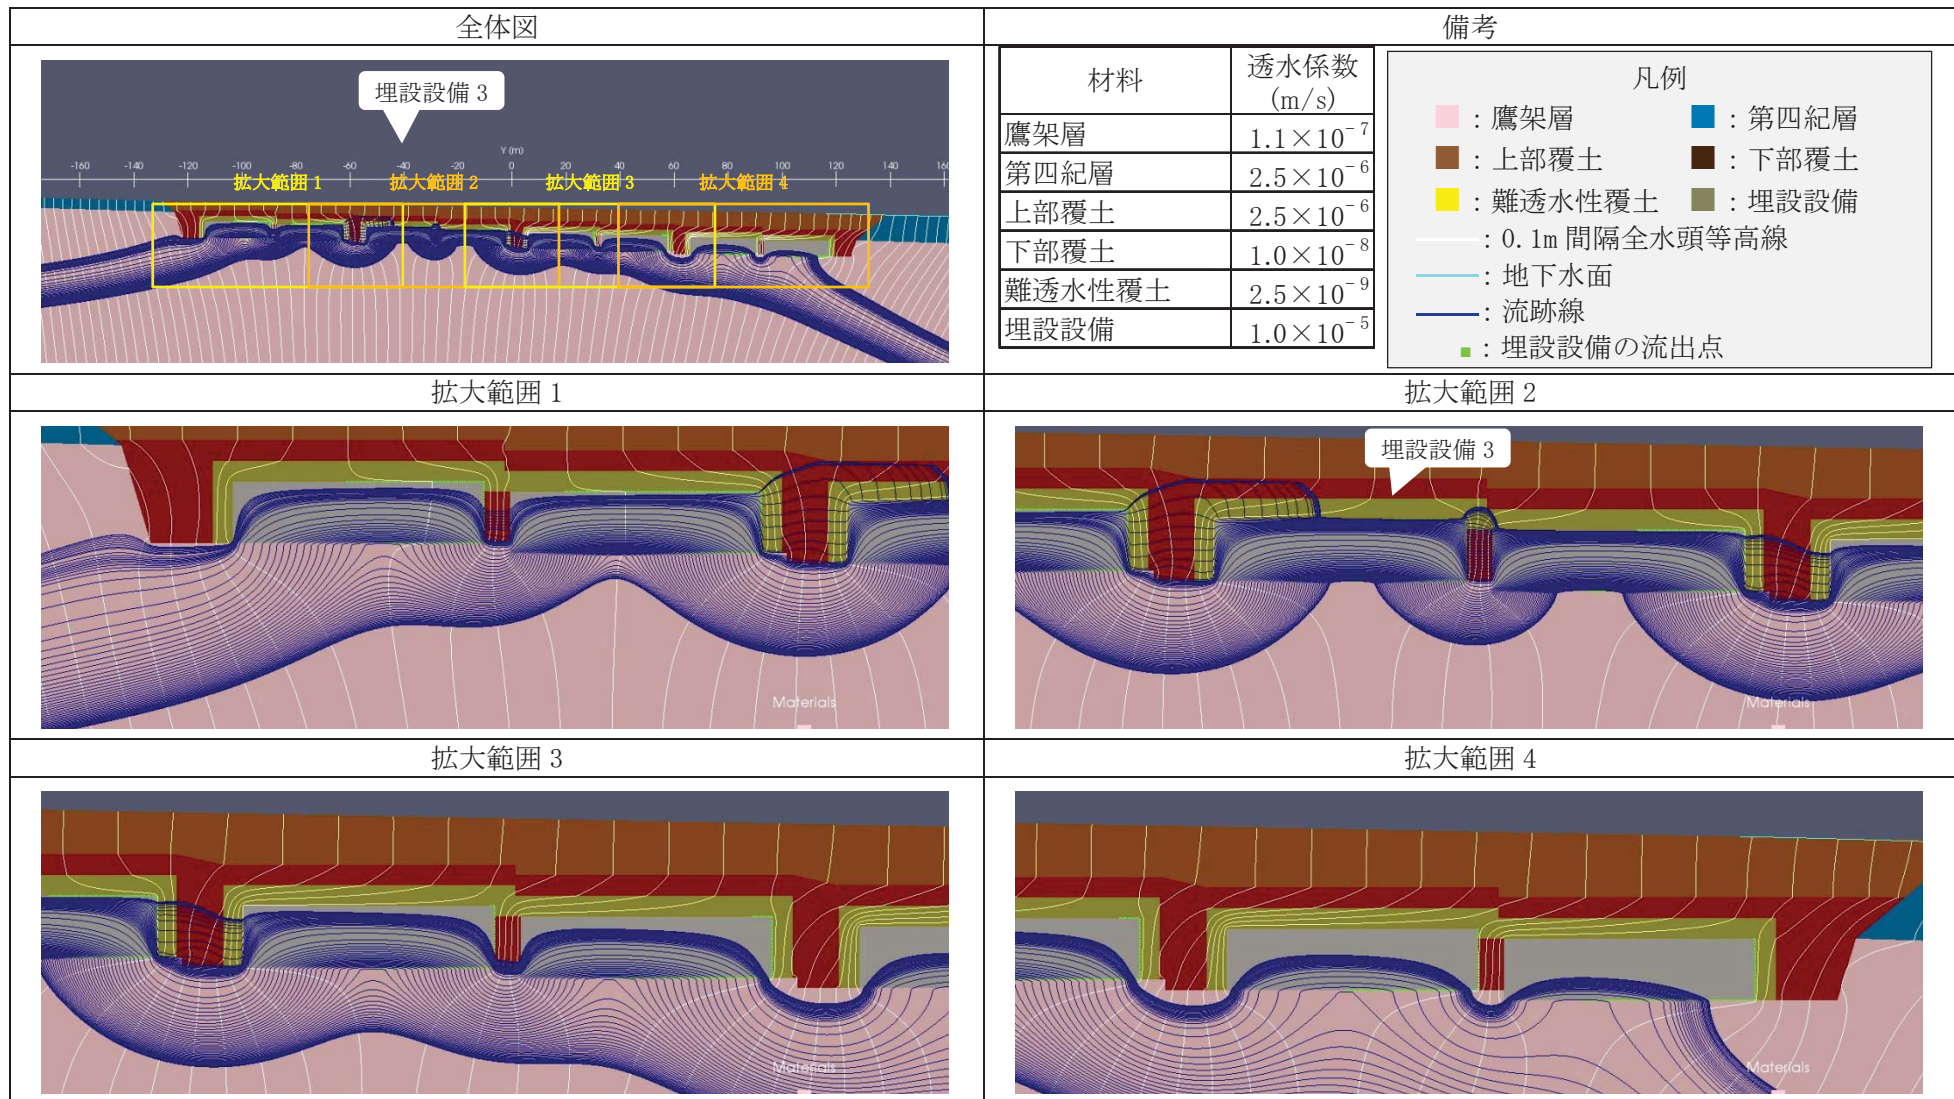 全体図
備考
埋設設備 3
Y (m)
-160 -140 -120 -100 -80 -60 -40 -20 0 20 40 60 80 100 120 140 160
拡大範囲 1 拡大範囲 2 拡大範囲 3 拡大範囲 4
材料 透水係数
(m/s)
鷹架層 1.1×10⁻⁷
第四紀層 2.5×10⁻⁶
上部覆土 2.5×10⁻⁶
下部覆土 1.0×10⁻⁸
難透水性覆土 2.5×10⁻⁹
埋設設備 1.0×10⁻⁵
凡例
：鷹架層 ：第四紀層
：上部覆土 ：下部覆土
：難透水性覆土 ：埋設設備
：0.1m 間隔全水頭等高線
：地下水面
：流跡線
：埋設設備の流出点
拡大範囲 1
拡大範囲 2
埋設設備 3
Materials
Materials
拡大範囲 3
拡大範囲 4
Materials
Materials